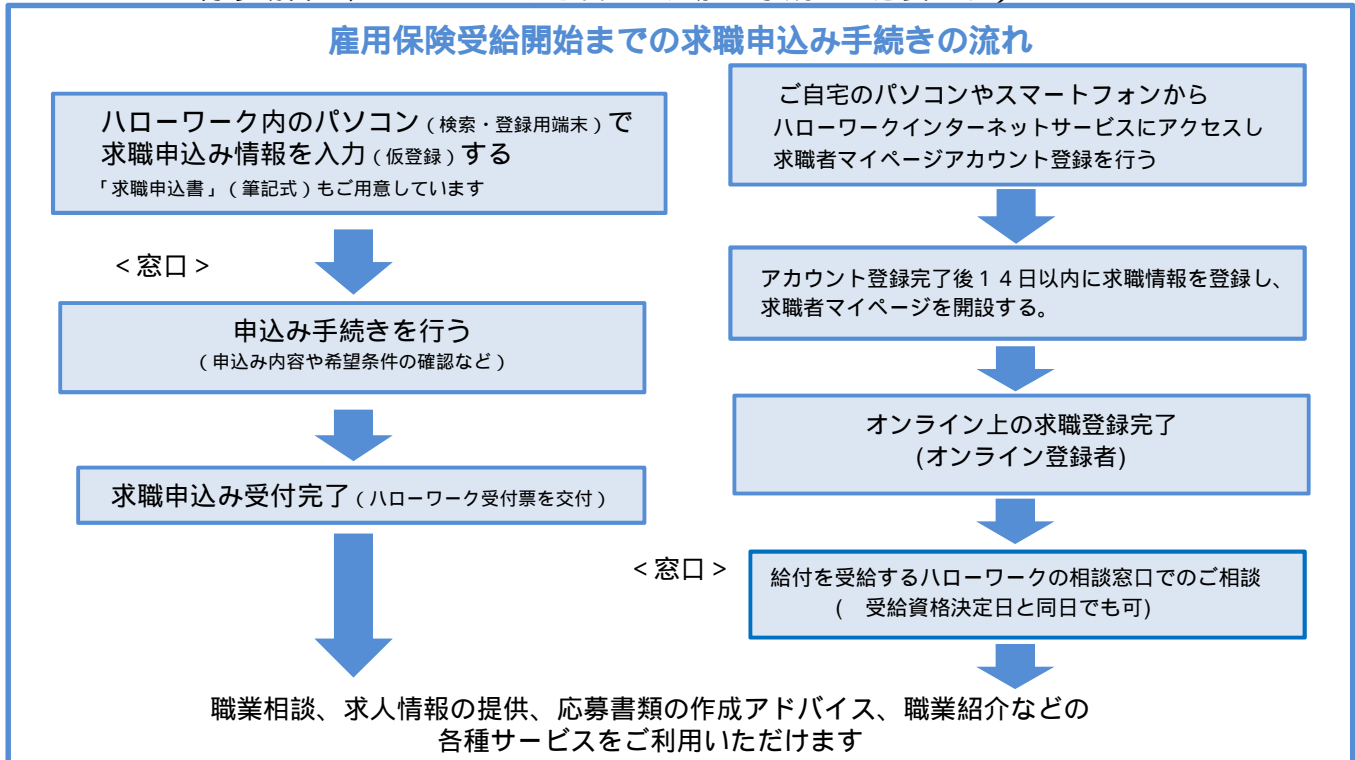 雇用保険受給開始までの求職申込み手続きの流れ
ハローワーク内のパソコン（検索・登録用端末）で
求職申込み情報を入力（仮登録）する
「求職申込書」（筆記式）もご用意しています
＜窓口＞
申込み手続きを行う
（申込み内容や希望条件の確認など）
求職申込み受付完了（ハローワーク受付票を交付）
ご自宅のパソコンやスマートフォンから
ハローワークインターネットサービスにアクセスし
求職者マイページアカウント登録を行う
アカウント登録完了後１４日以内に求職情報を登録し、
求職者マイページを開設する。
オンライン上の求職登録完了
(オンライン登録者)
＜窓口＞
給付を受給するハローワークの相談窓口でのご相談
(　受給資格決定日と同日でも可)
職業相談、求人情報の提供、応募書類の作成アドバイス、職業紹介などの
各種サービスをご利用いただけます